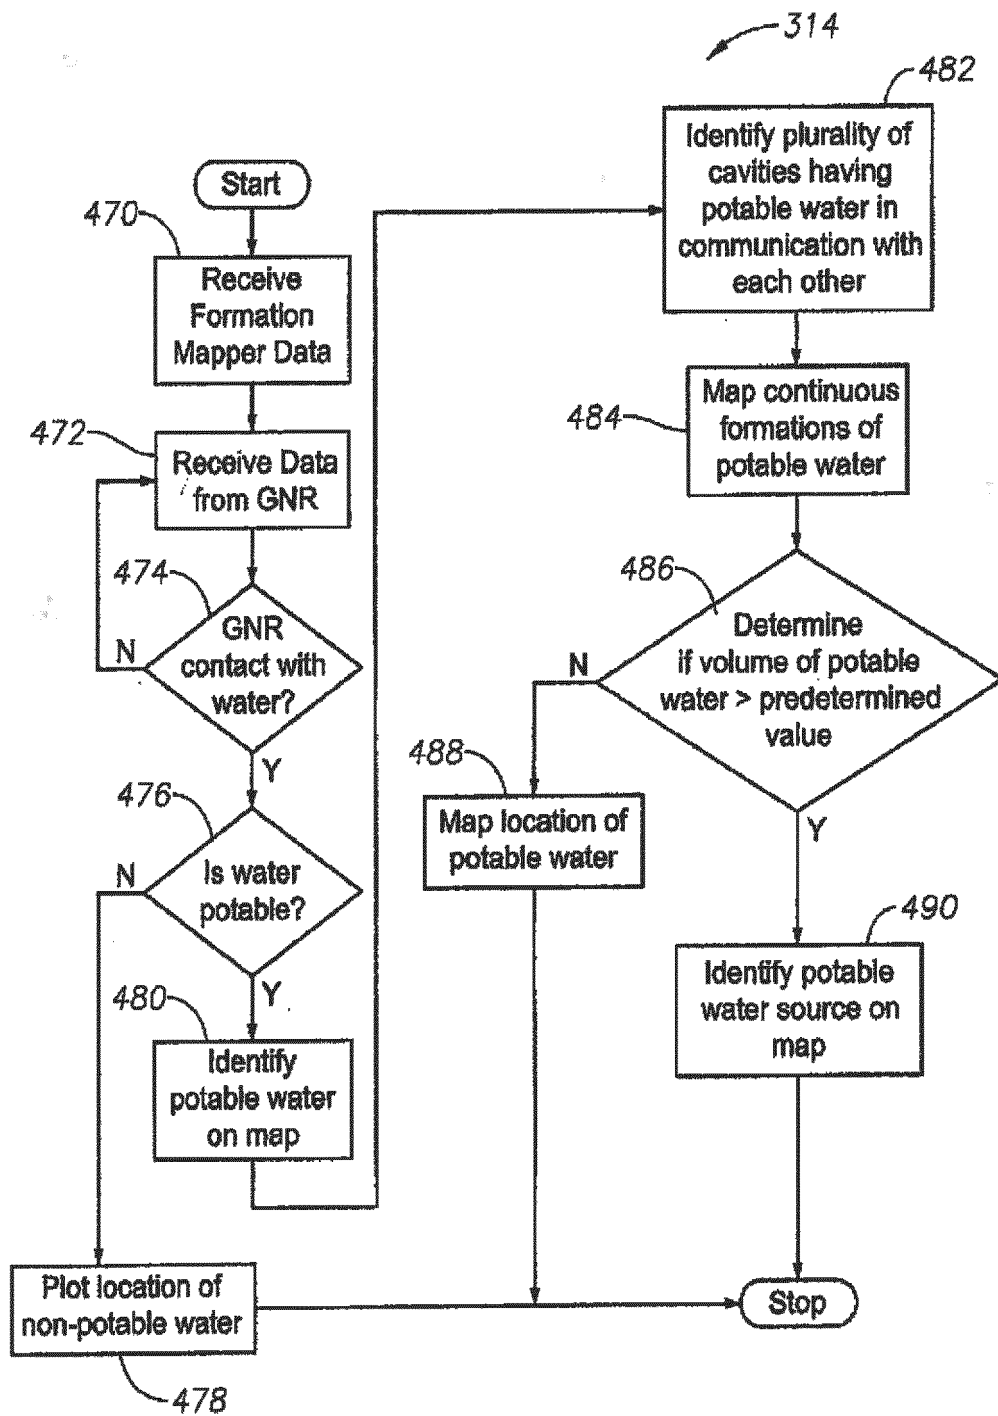 314
Start
470
Receive
Formation
Mapper Data
472
Receive Data
from GNR
474
GNR
contact with
water?
N
Y
476
Is water
potable?
N
Y
480
Identify
potable water
on map
Plot location of
non-potable water
478
482
Identify plurality of
cavities having
potable water in
communication with
each other
484
Map continuous
formations of
potable water
486
Determine
if volume of potable
water > predetermined
value
N
Y
488
Map location of
potable water
490
Identify potable
water source on
map
Stop